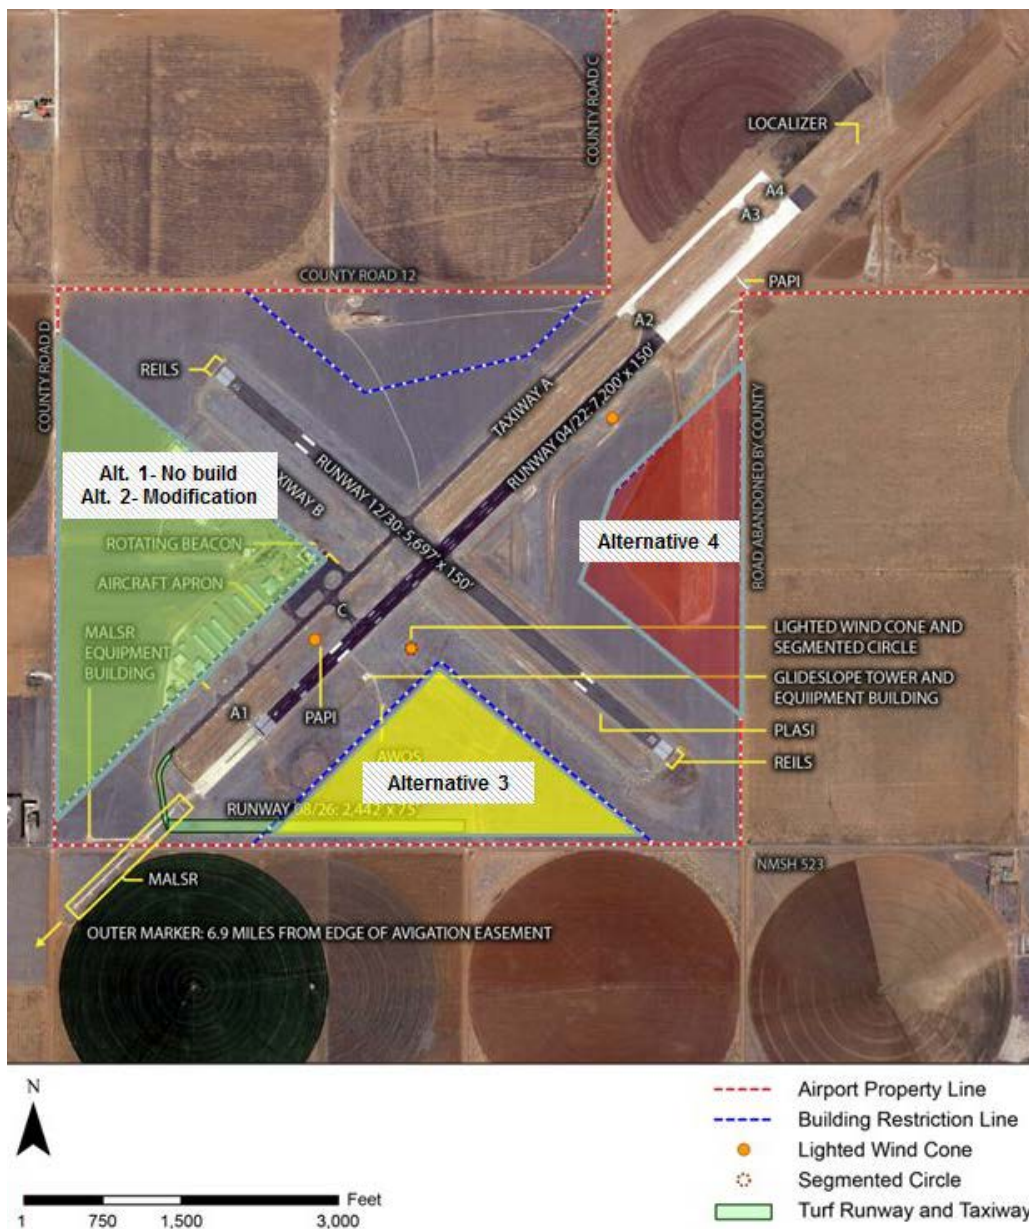 COUNTY ROAD C
LOCALIZER
A4
A3
COUNTY ROAD 12
PAPI
A2
COUNTY ROAD D
REILS
TAXIWAY A
RUNWAY 04/22: 7,200' x 150'
ROAD ABANDONED BY COUNTY
Alt. 1- No build
Alt. 2- Modification
RUNWAY 12/30: 5,697' x 150'
XIWAY B
ROTATING BEACON
Alternative 4
AIRCRAFT APRON
C
MALSR
EQUIPMENT
BUILDING
LIGHTED WIND CONE AND
SEGMENTED CIRCLE
GLIDESLOPE TOWER AND
EQUIIPMENT BUILDING
A1
PAPI
PLASI
AWOS
REILS
Alternative 3
RUNWAY 08/26: 2,442' x 75'
NMSH 523
MALSR
OUTER MARKER: 6.9 MILES FROM EDGE OF AVIGATION EASEMENT
N
Airport Property Line
Building Restriction Line
Lighted Wind Cone
Segmented Circle
Turf Runway and Taxiway
Feet
1 750 1,500 3,000